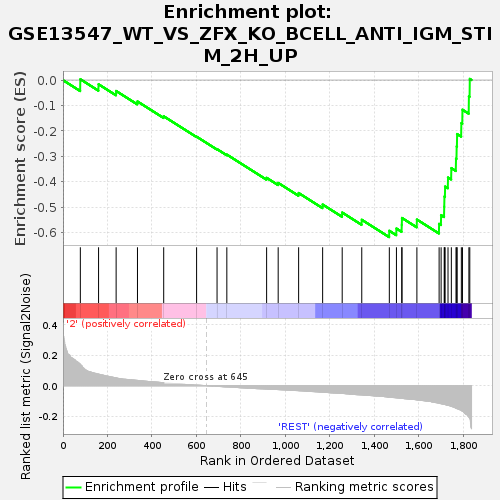 Enrichment plot:
GSE13547_WT_VS_ZFX_KO_BCELL_ANTI_IGM_STI
M_2H_UP
Enrichment score (ES)
0.0
-0.1
-0.2
-0.3
-0.4
-0.5
-0.6
Ranked list metric (Signal2Noise)
0.4
0.2
0.0
-0.2
'2' (positively correlated)
Zero cross at 645
'REST' (negatively correlated)
0 200 400 600 800 1,000 1,200 1,400 1,600 1,800
Rank in Ordered Dataset
Enrichment profile Hits Ranking metric scores